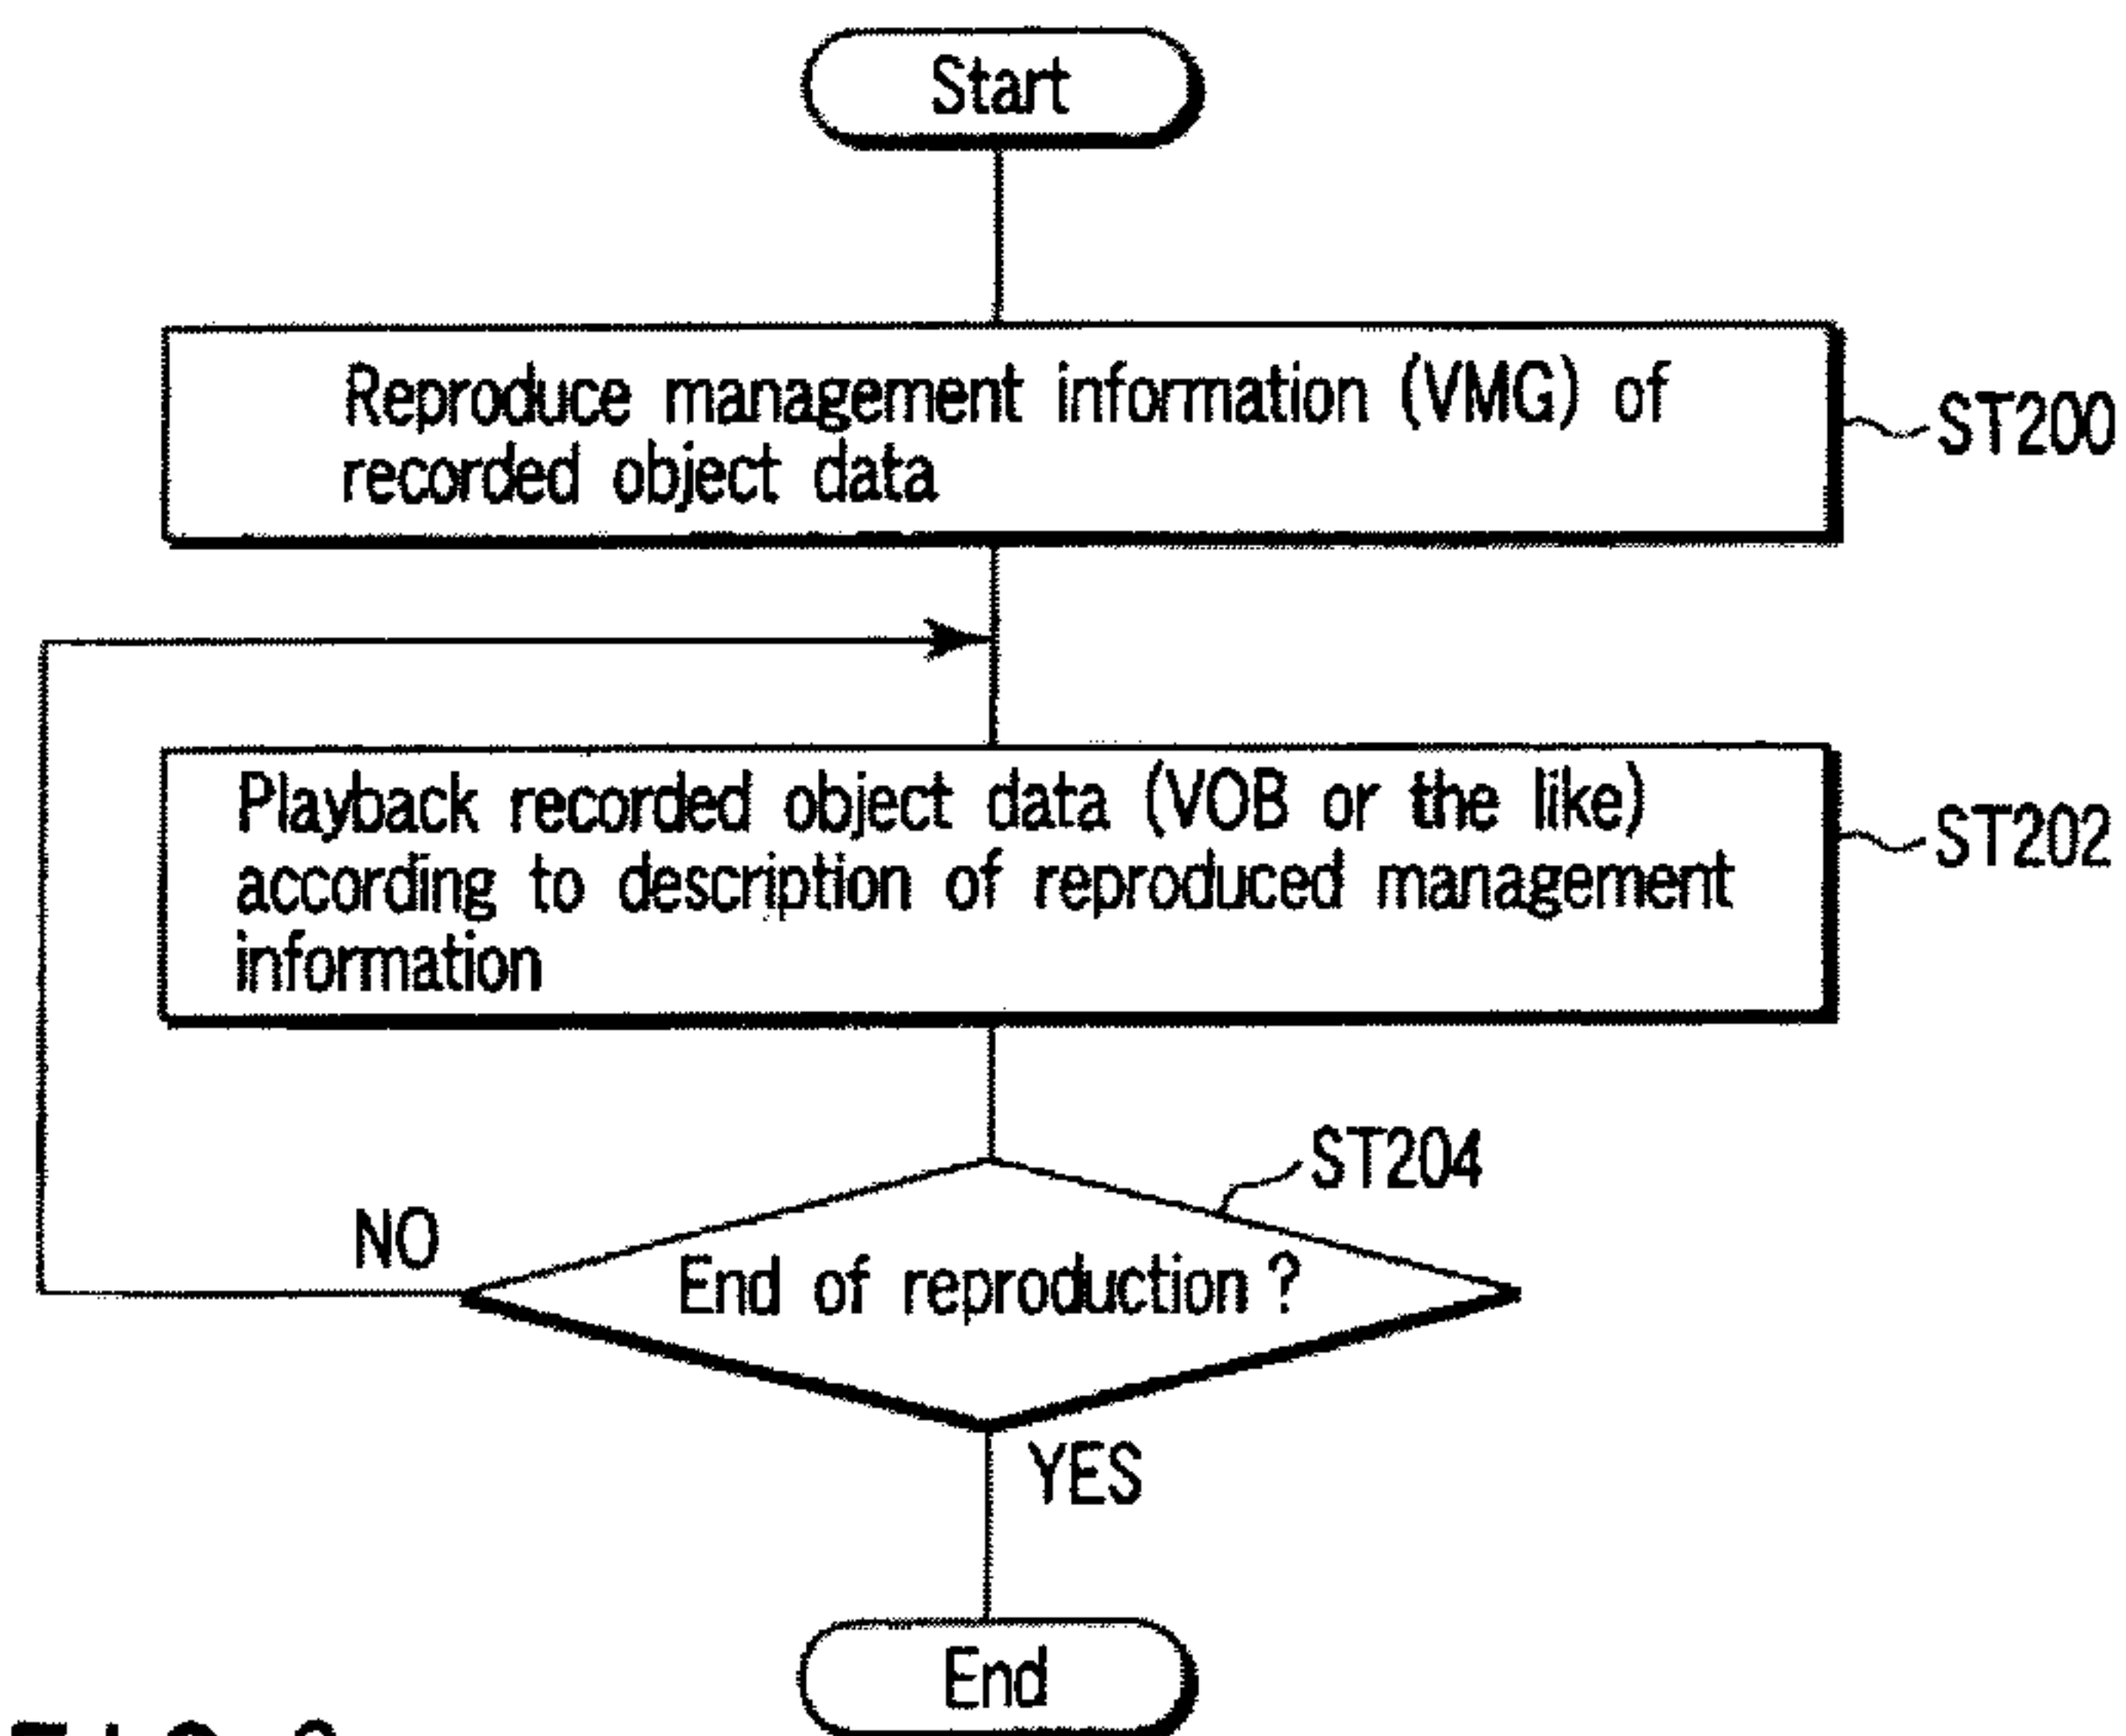 Start
Reproduce management information (VMG) of
recorded object data
ST200
Playback recorded object data (VOB or the like)
according to description of reproduced management
information
ST202
ST204
NO
End of reproduction ?
YES
End